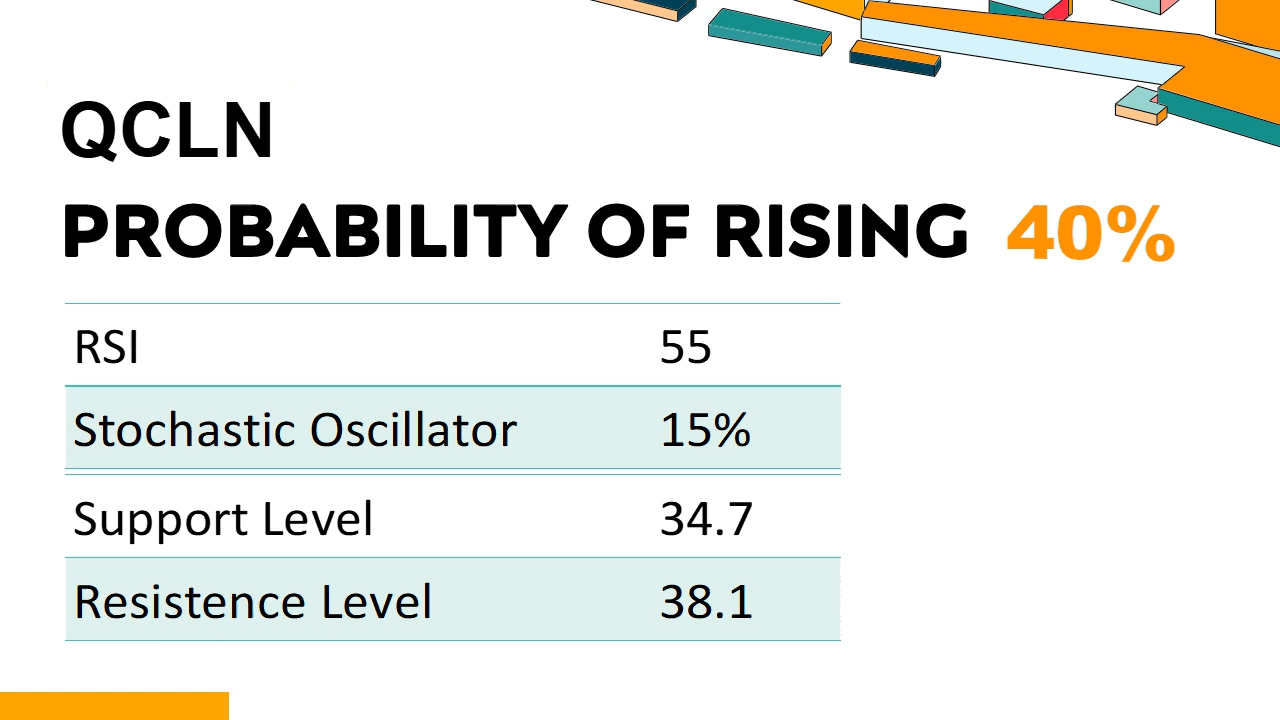 QCLN
PROBABILITY OF RISING 40%
RSI 55
Stochastic Oscillator 15%
Support Level 34.7
Resistence Level 38.1